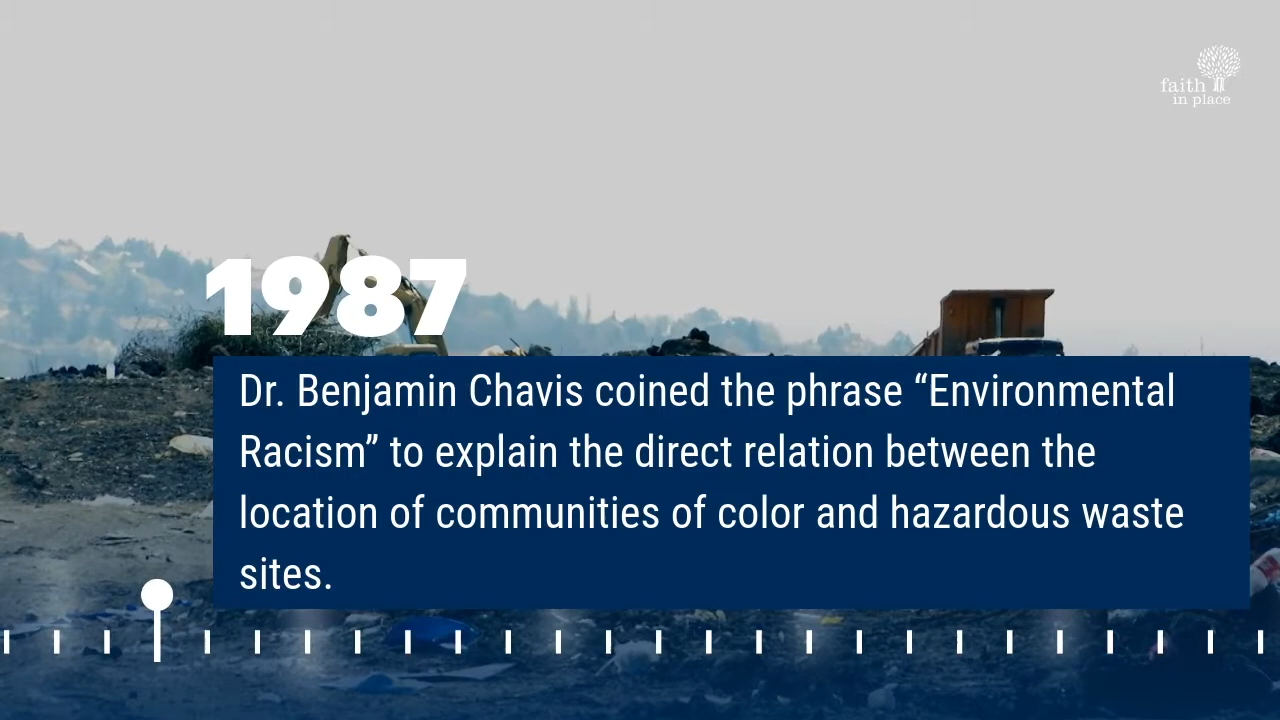 faith
in place
1987
Dr. Benjamin Chavis coined the phrase “Environmental
Racism” to explain the direct relation between the
location of communities of color and hazardous waste
sites.